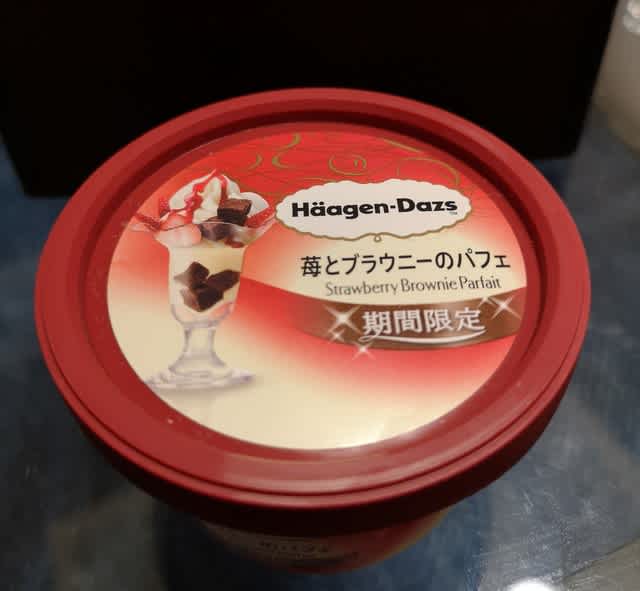 Häagen-Dazs
苺とブラウニーのパフェ
Strawberry Brownie Parfait
期間限定